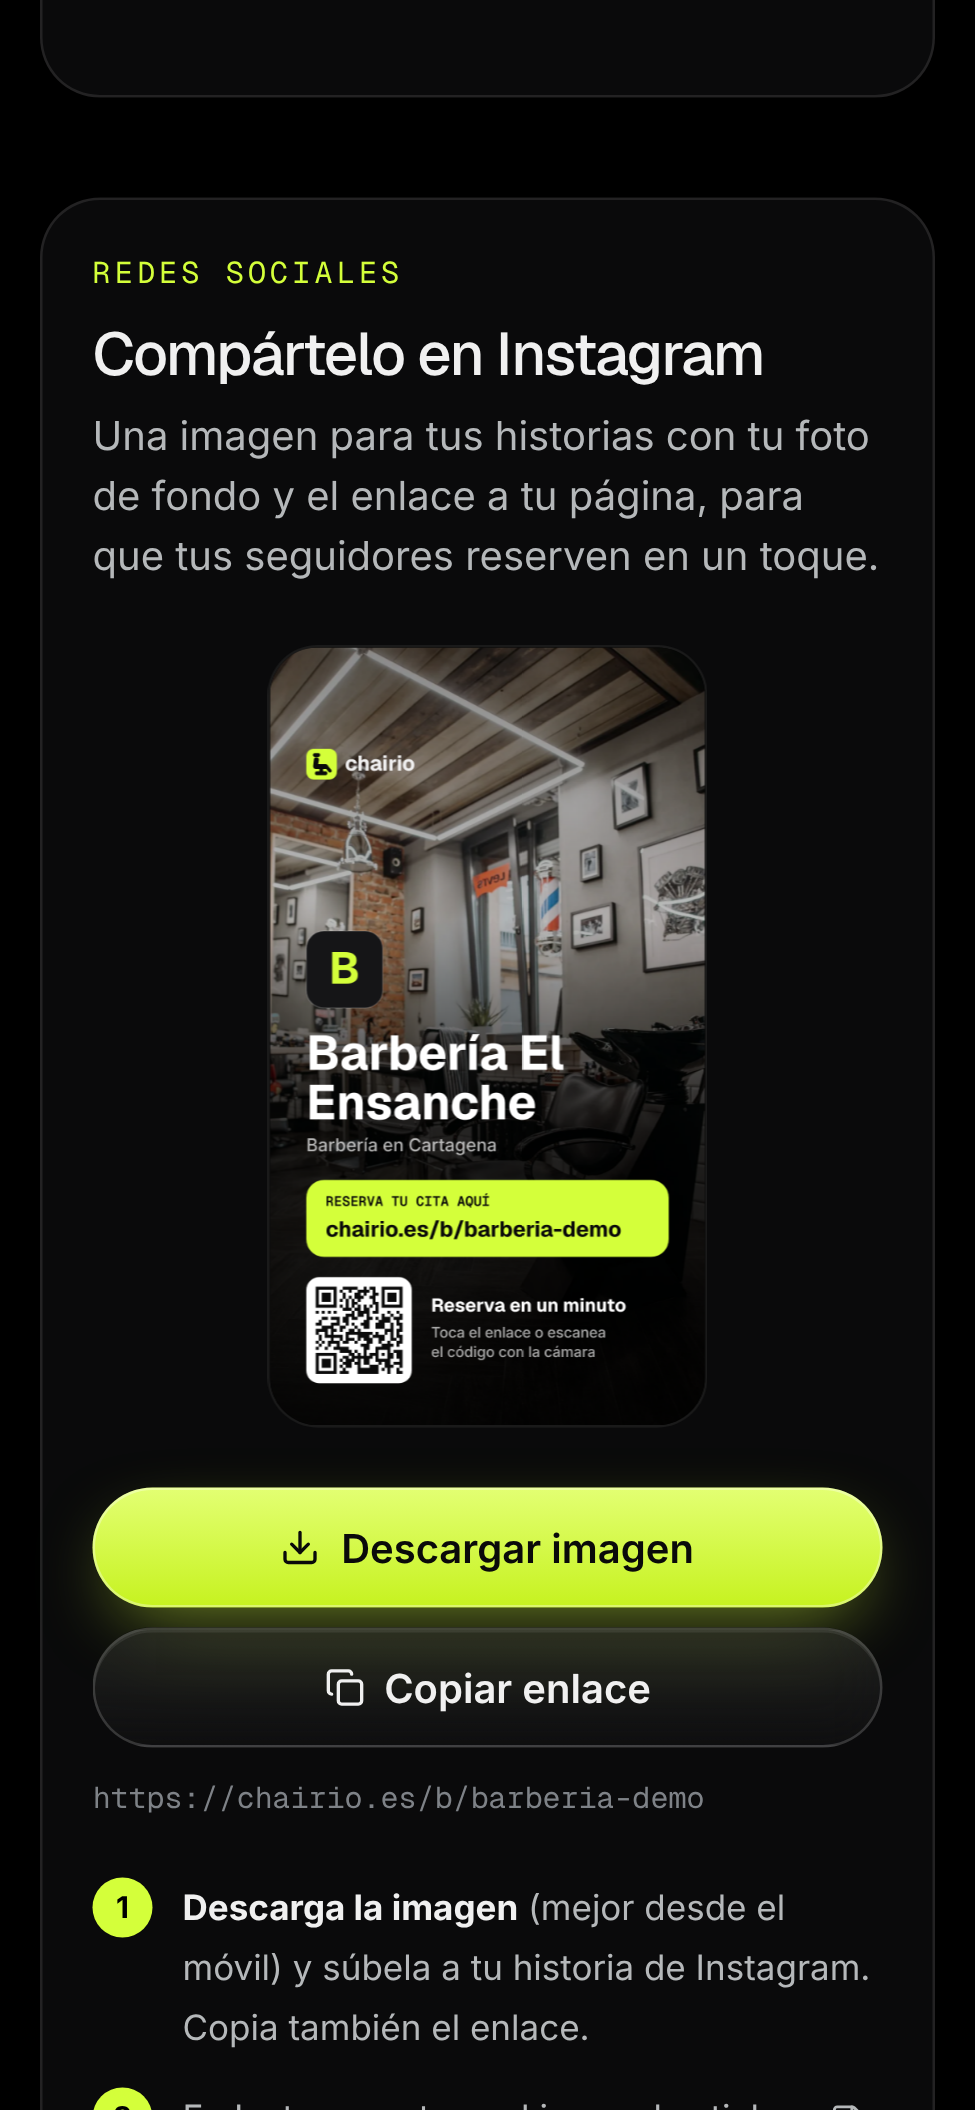 REDES SOCIALES
Compártelo en Instagram
Una imagen para tus historias con tu foto
de fondo y el enlace a tu página, para
que tus seguidores reserven en un toque.
chairio
B
Barbería El
Ensanche
Barbería en Cartagena
RESERVA TU CITA AQUÍ
chairio.es/b/barberia-demo
Reserva en un minuto
Toca el enlace o escanea
el código con la cámara
Descargar imagen
Copiar enlace
https://chairio.es/b/barberia-demo
1 Descarga la imagen (mejor desde el
móvil) y súbela a tu historia de Instagram.
Copia también el enlace.